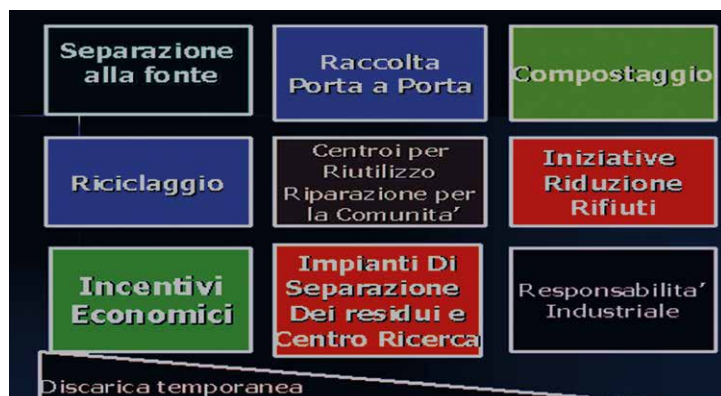 Separazione
alla fonte
Raccolta
Porta a Porta
Compostaggio
Riciclaggio
Centroi per
Riutilizzo
Riparazione per
la Comunita'
Iniziative
Riduzione
Rifiuti
Incentivi
Economici
Impianti Di
Separazione
Dei residui e
Centro Ricerca
Responsabilita'
Industriale
Discarica temporanea